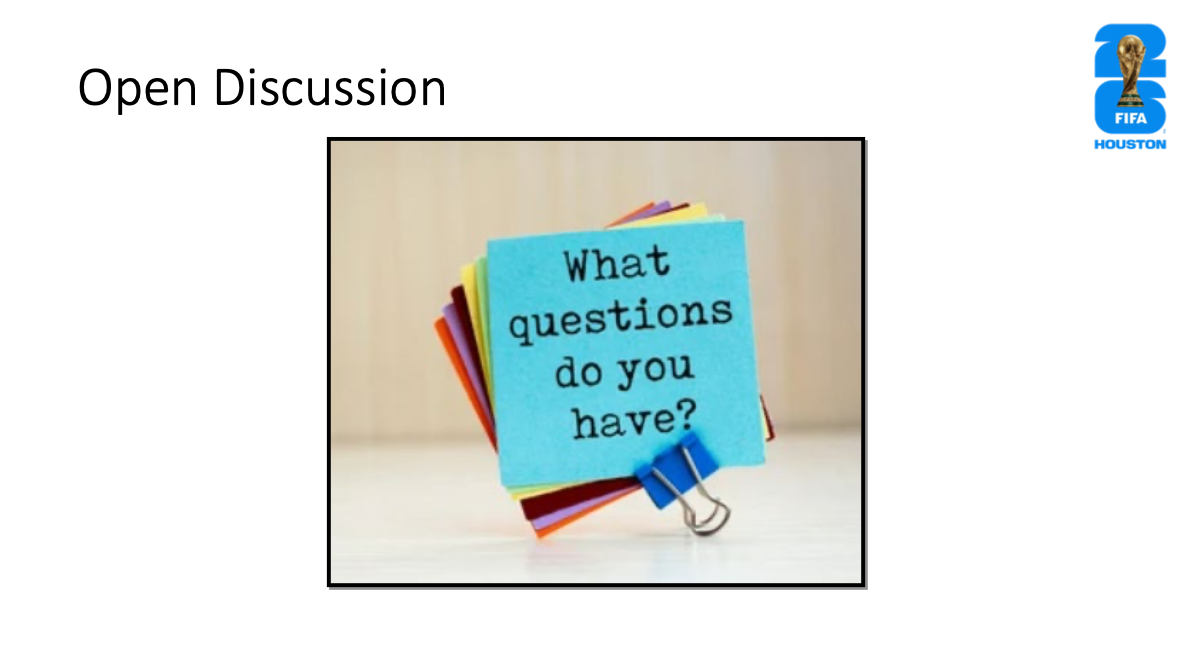 Open Discussion
26
FIFA
HOUSTON
What
questions
do you
have?